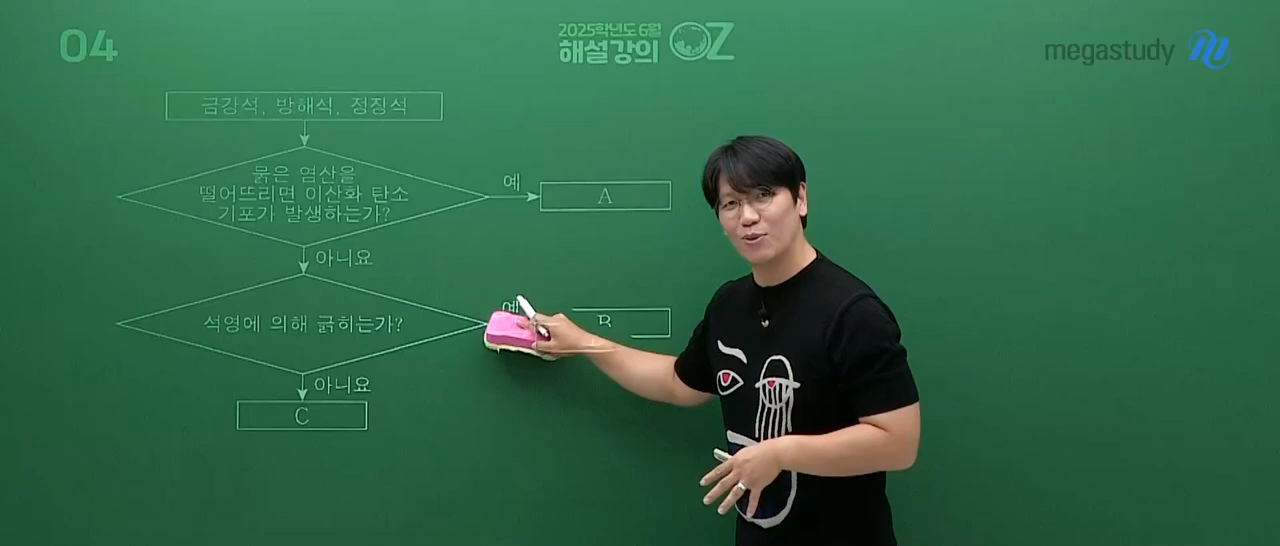 04
2025학년도 6월
해설강의 OZ
megastudy
금강석, 방해석, 정장석
묽은 염산을
떨어뜨리면 이산화 탄소
기포가 발생하는가?
예
A
아니요
석영에 의해 긁히는가?
예
B
아니요
C